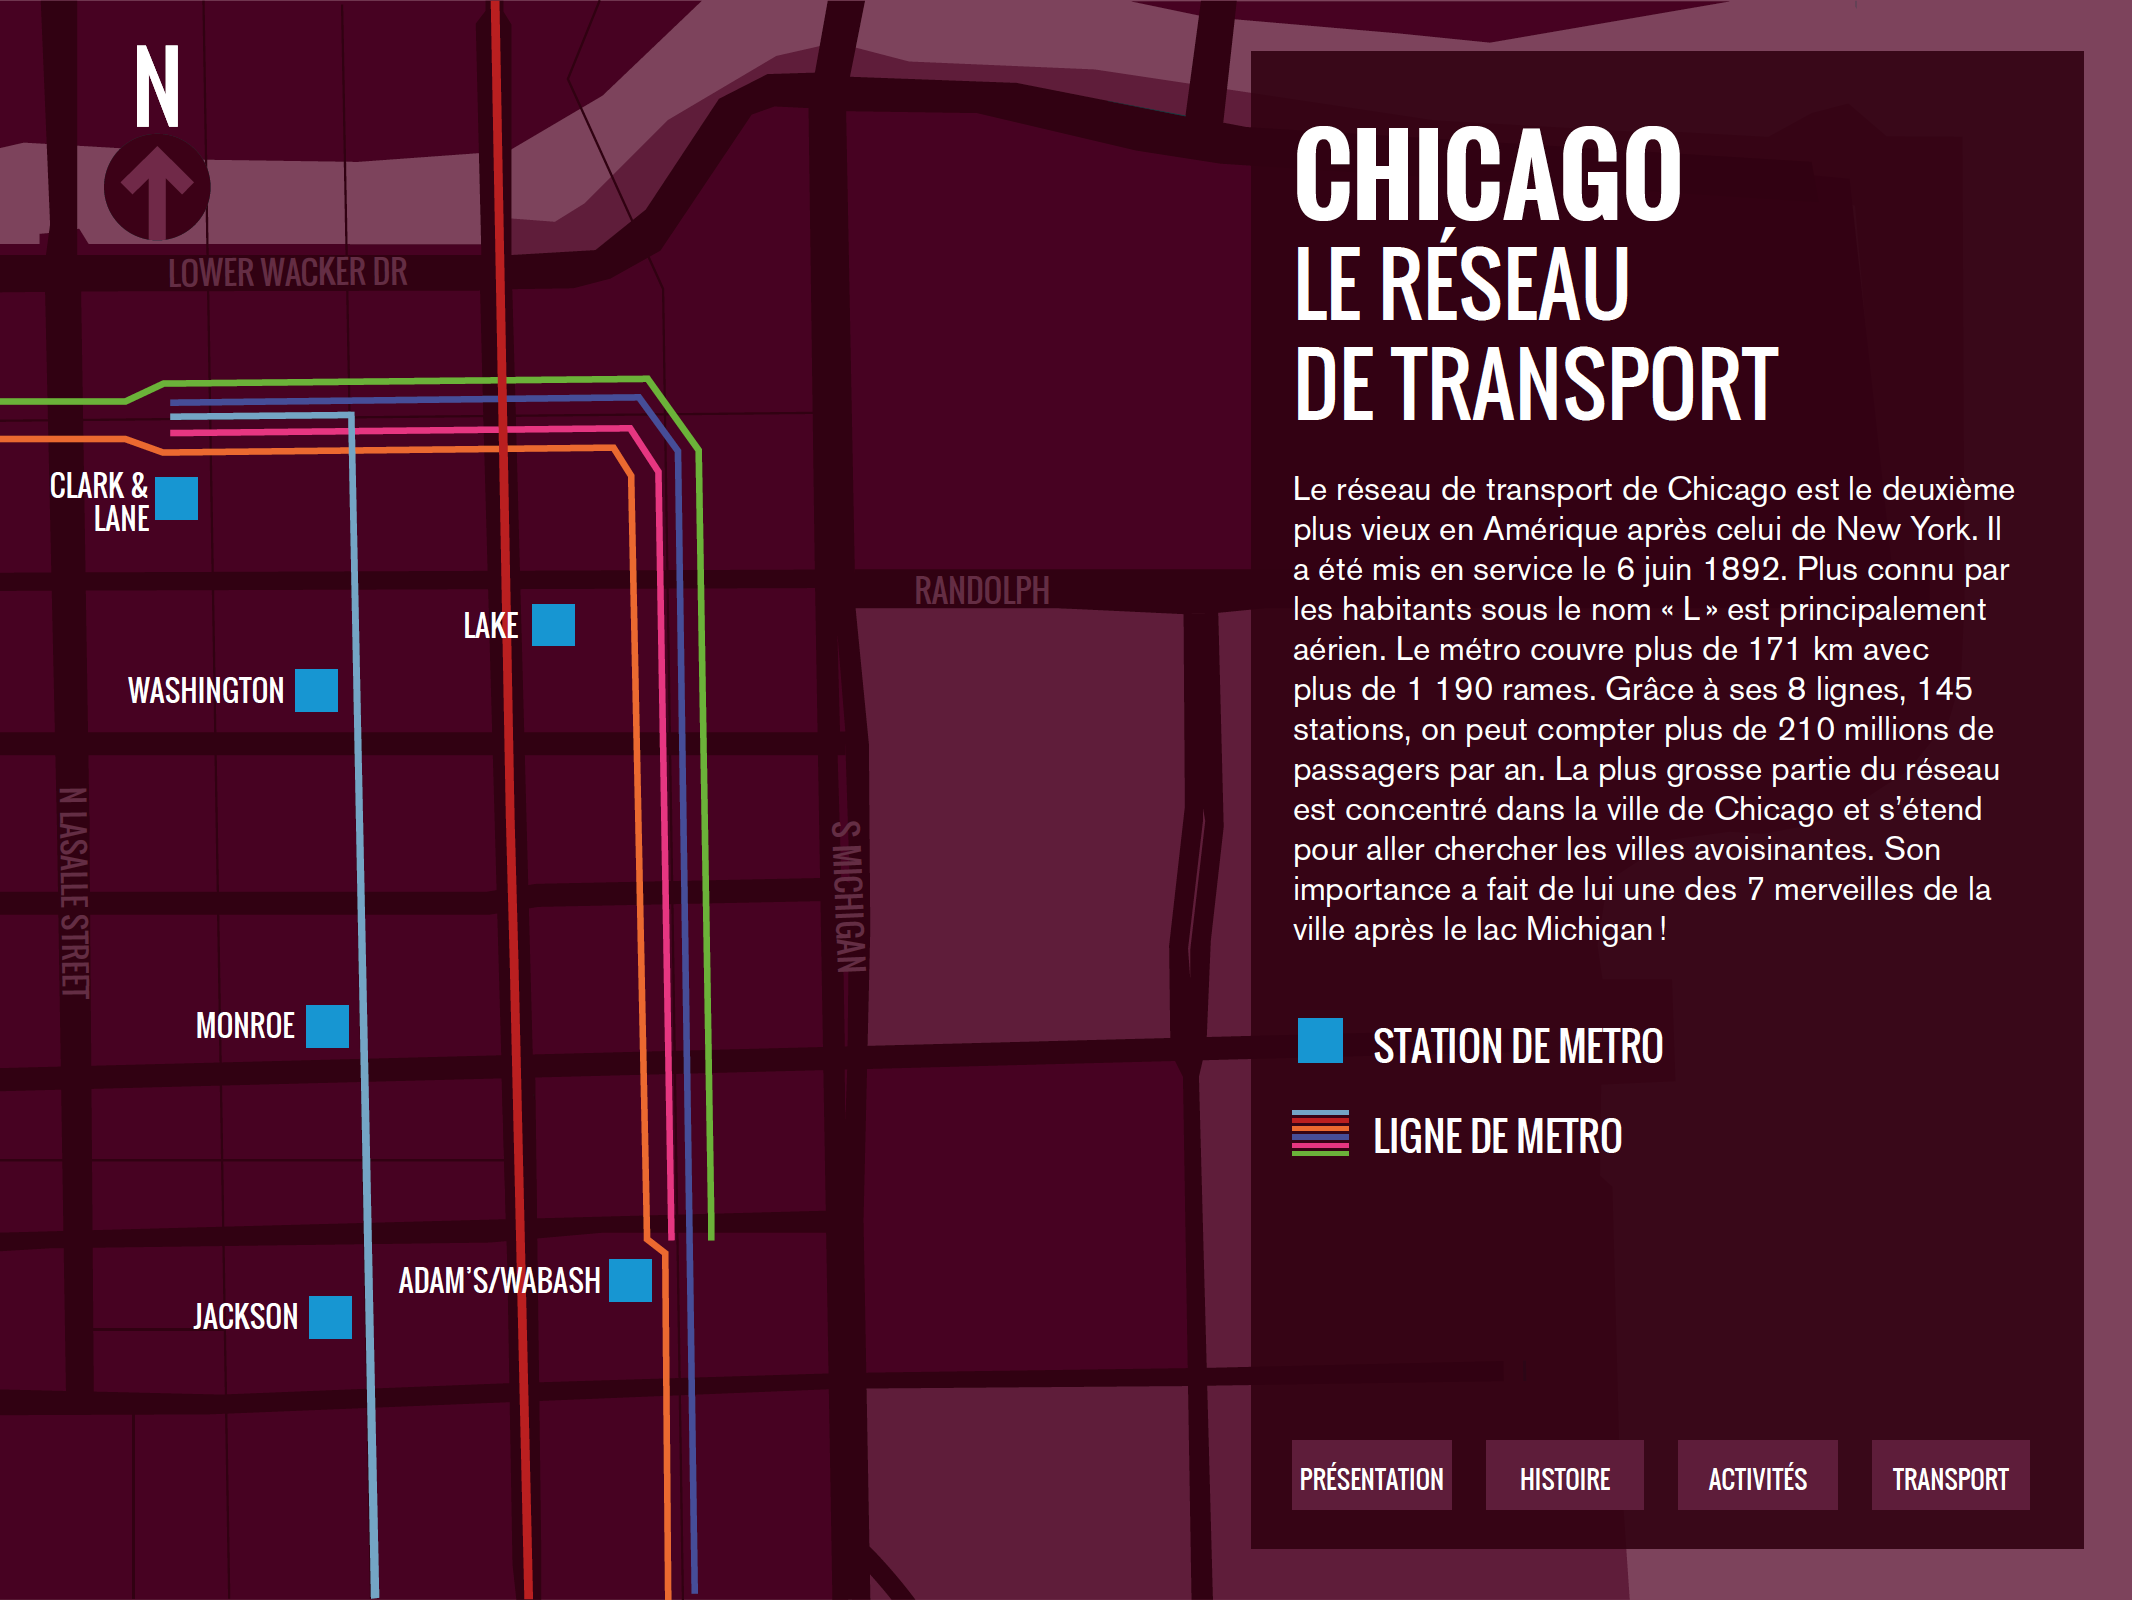 N
LOWER WACKER DR
CLARK &
LANE
LAKE
RANDOLPH
WASHINGTON
N LASALLE STREET
S MICHIGAN
MONROE
ADAM'S/WABASH
JACKSON
CHICAGO
LE RÉSEAU
DE TRANSPORT
Le réseau de transport de Chicago est le deuxième
plus vieux en Amérique après celui de New York. Il
a été mis en service le 6 juin 1892. Plus connu par
les habitants sous le nom « L » est principalement
aérien. Le métro couvre plus de 171 km avec
plus de 1 190 rames. Grâce à ses 8 lignes, 145
stations, on peut compter plus de 210 millions de
passagers par an. La plus grosse partie du réseau
est concentré dans la ville de Chicago et s’étend
pour aller chercher les villes avoisinantes. Son
importance a fait de lui une des 7 merveilles de la
ville après le lac Michigan !
STATION DE METRO
LIGNE DE METRO
PRÉSENTATION
HISTOIRE
ACTIVITÉS
TRANSPORT